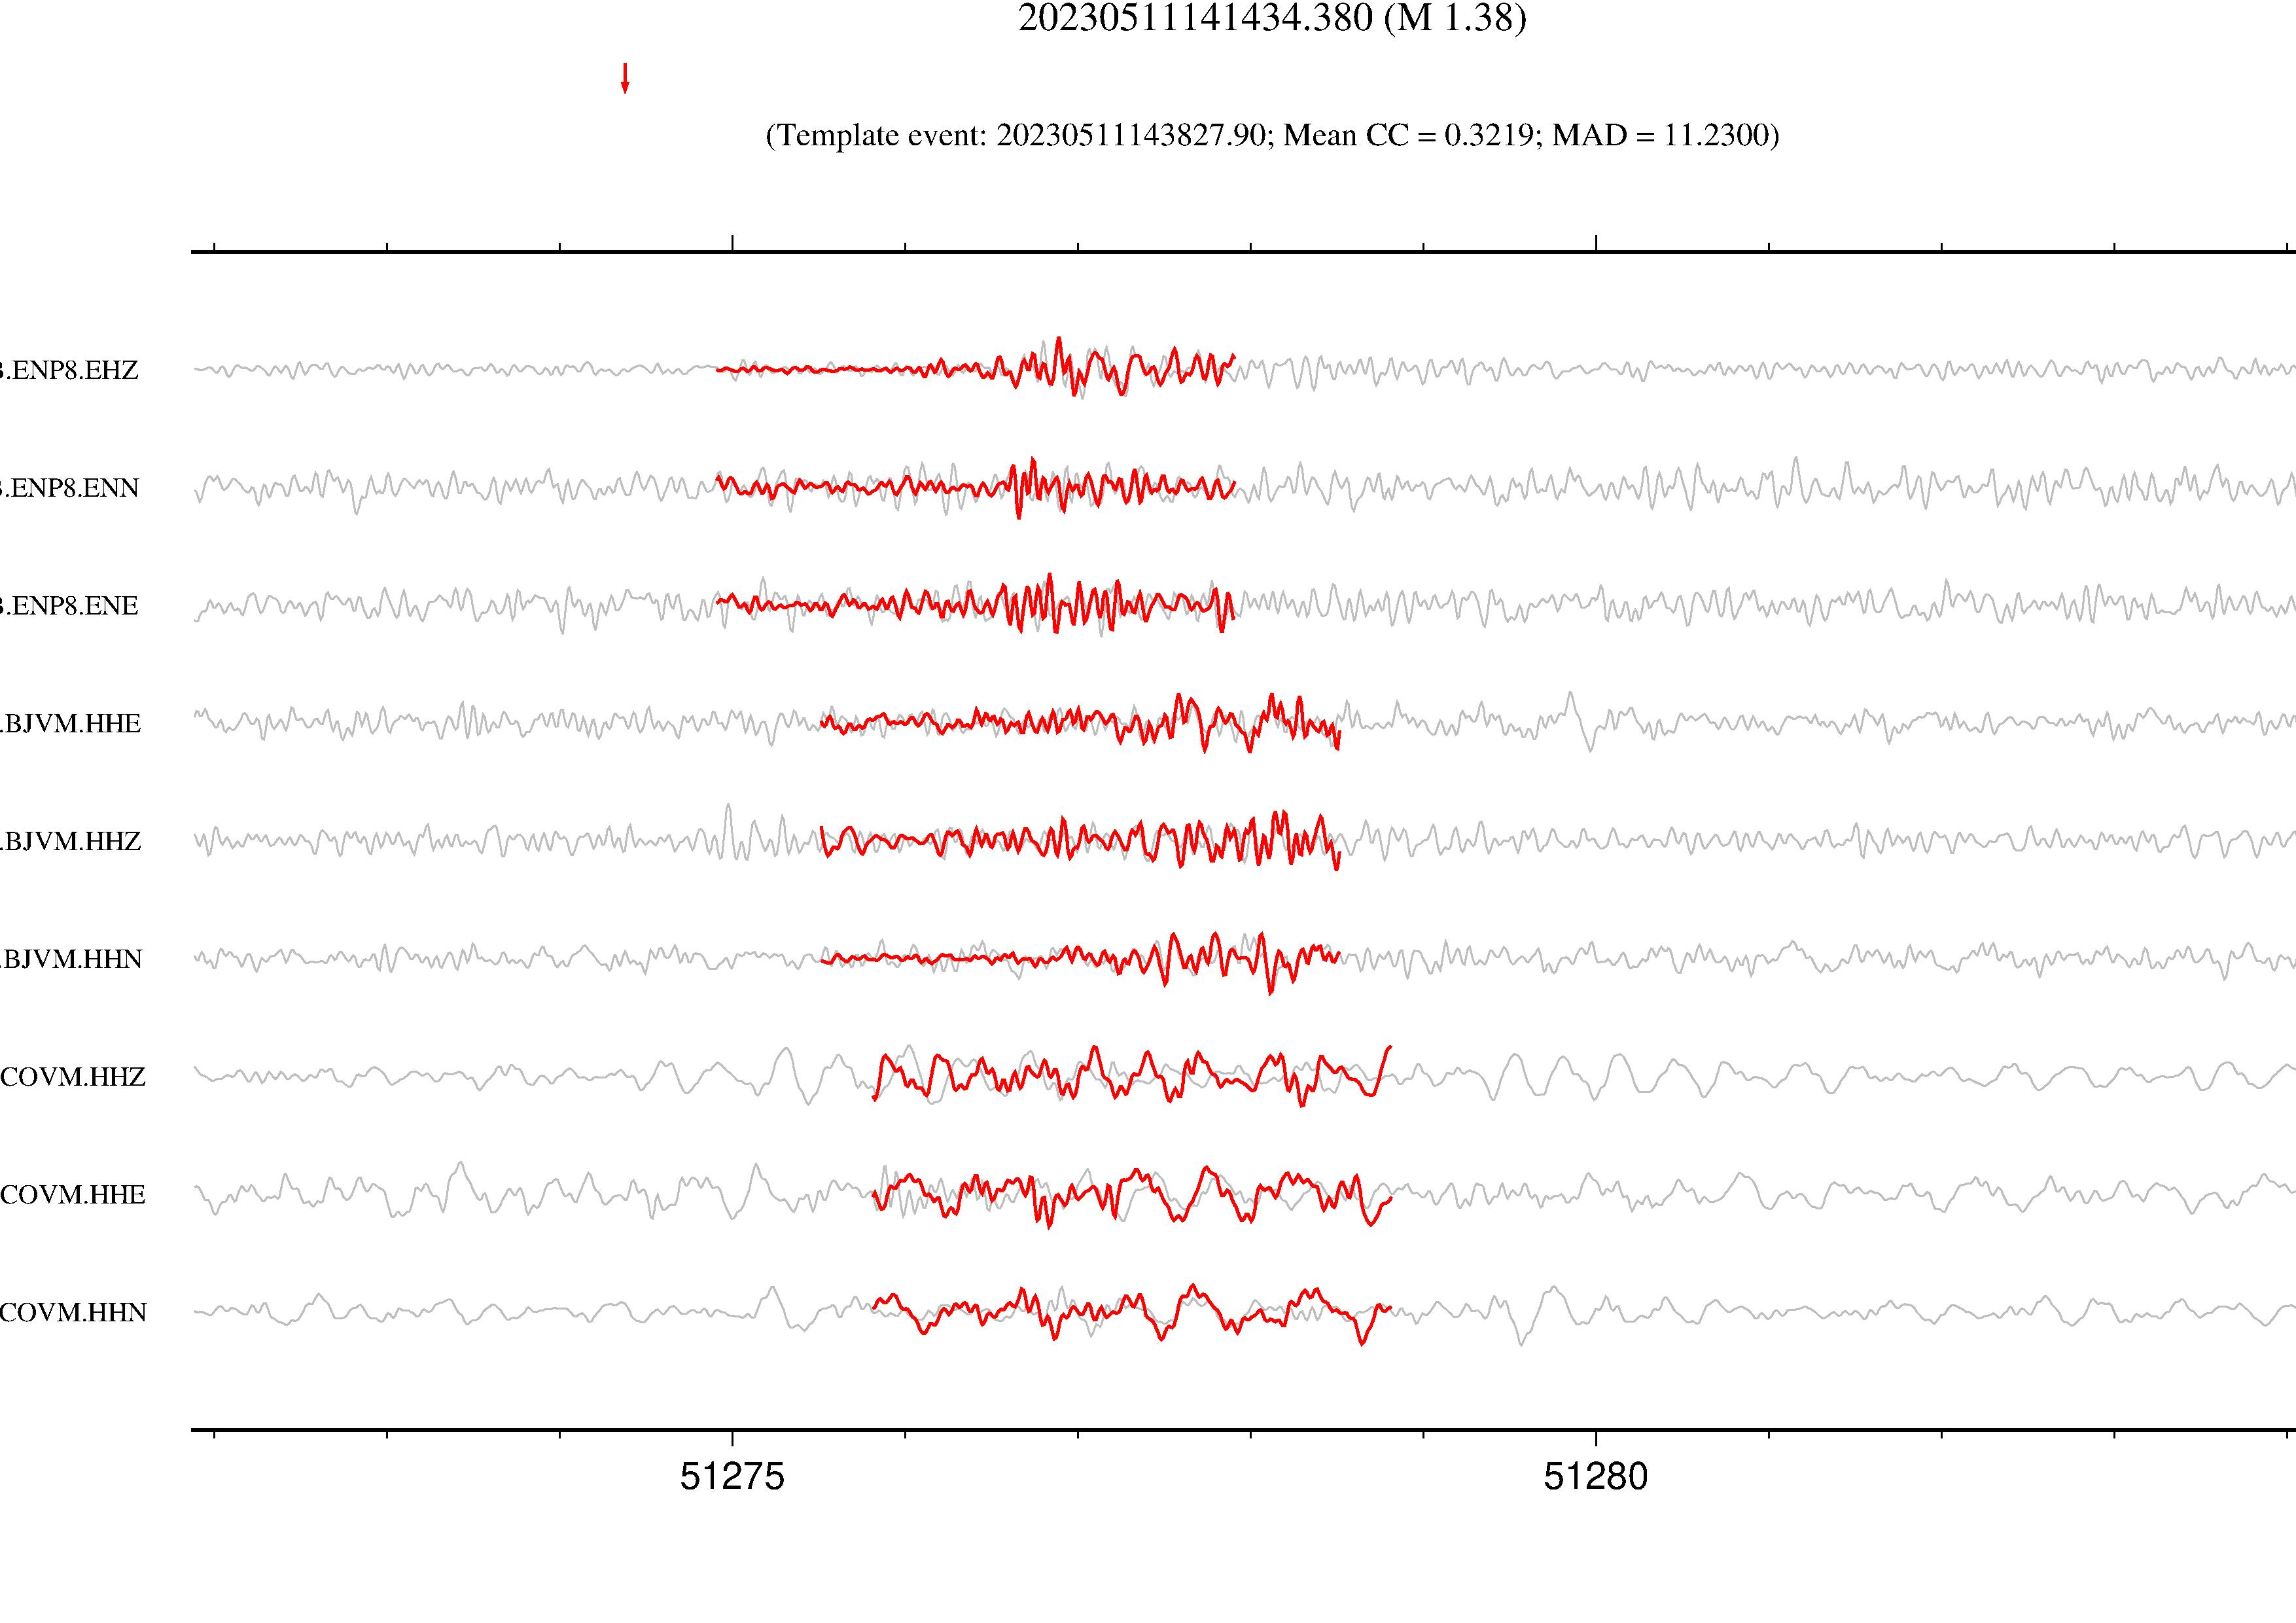 20230511141434.380 (M 1.38)
(Template event: 20230511143827.90; Mean CC = 0.3219; MAD = 11.2300)
.ENP8.EHZ
.ENP8.ENN
.ENP8.ENE
.BJVM.HHE
.BJVM.HHZ
.BJVM.HHN
COVM.HHZ
COVM.HHE
COVM.HHN
51275 51280